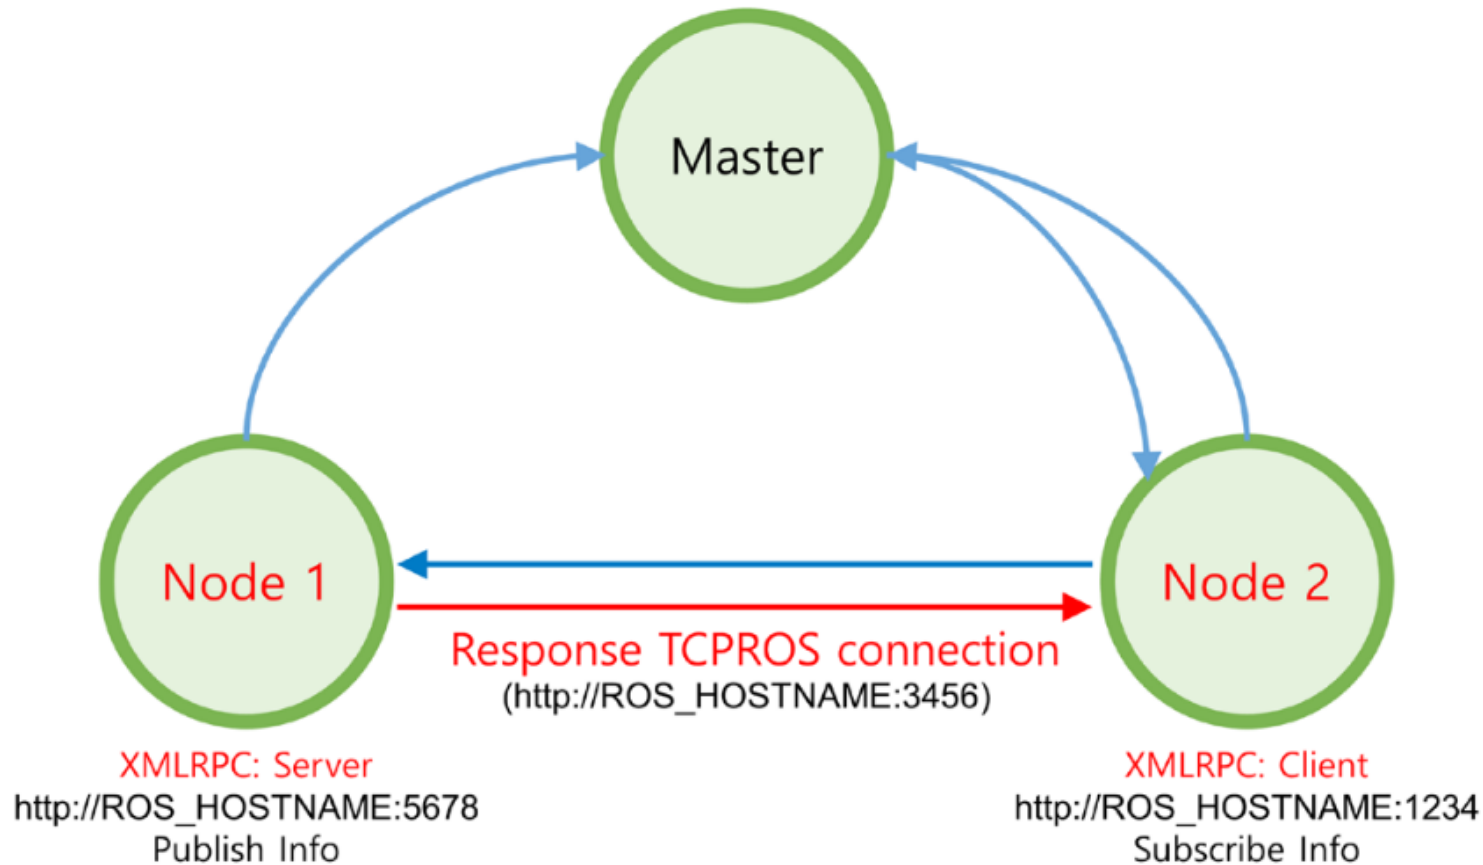 Master
Node 1
Node 2
Response TCPROS connection
(http://ROS_HOSTNAME:3456)
XMLRPC: Server
http://ROS_HOSTNAME:5678
Publish Info
XMLRPC: Client
http://ROS_HOSTNAME:1234
Subscribe Info